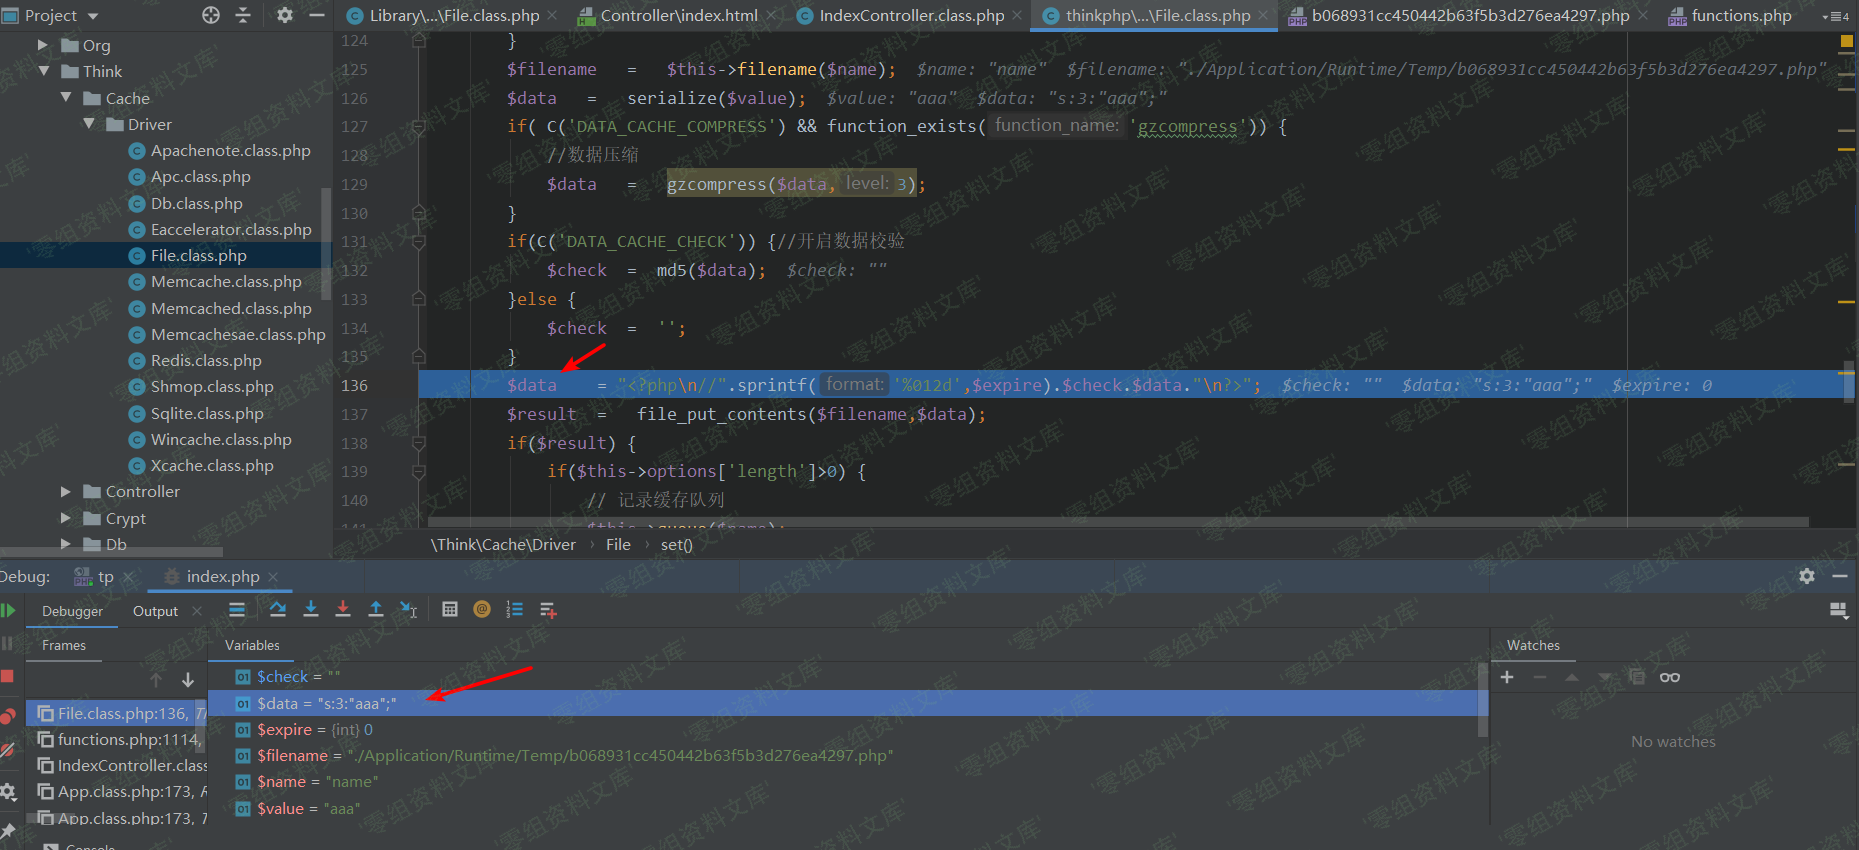 Project
Library\...\File.class.php
Controller\index.html
IndexController.class.php
thinkphp\...\File.class.php
b068931cc450442b63f5b3d276ea4297.php
functions.php
4
Org
Think
Cache
Driver
Apachenote.class.php
Apc.class.php
Db.class.php
Eaccelerator.class.php
File.class.php
Memcache.class.php
Memcached.class.php
Memcachesae.class.php
Redis.class.php
Shmop.class.php
Sqlite.class.php
Wincache.class.php
Xcache.class.php
Controller
Crypt
Db
124 }
125 $filename = $this->filename($name); $name: "name" $filename: "./Application/Runtime/Temp/b068931cc450442b63f5b3d276ea4297.php"
126 $data = serialize($value); $value: "aaa" $data: "s:3:"aaa";"
127 if( C('DATA_CACHE_COMPRESS') && function_exists( function_name: 'gzcompress')) {
128 //数据压缩
129 $data = gzcompress($data, level: 3);
130 }
131 if(C('DATA_CACHE_CHECK')) {//开启数据校验
132 $check = md5($data); $check: ""
133 }else {
134 $check = '';
135 }
136 $data = "<?php\n//".sprintf( format: '%012d',$expire).$check.$data."\n?>"; $check: "" $data: "s:3:"aaa";" $expire: 0
137 $result = file_put_contents($filename,$data);
138 if($result) {
139 if($this->options['length']>0) {
140 // 记录缓存队列
141 $this->queue($name);
\Think\Cache\Driver › File › set()
Debug: tp index.php
Debugger Output
Frames
Variables
Watches
File.class.php:136,
functions.php:1114,
IndexController.class
App.class.php:173,
App.class.php:173,
$check = ""
$data = "s:3:"aaa";"
$expire = {int} 0
$filename = "./Application/Runtime/Temp/b068931cc450442b63f5b3d276ea4297.php"
$name = "name"
$value = "aaa"
No watches
Console
'零组资料文库'